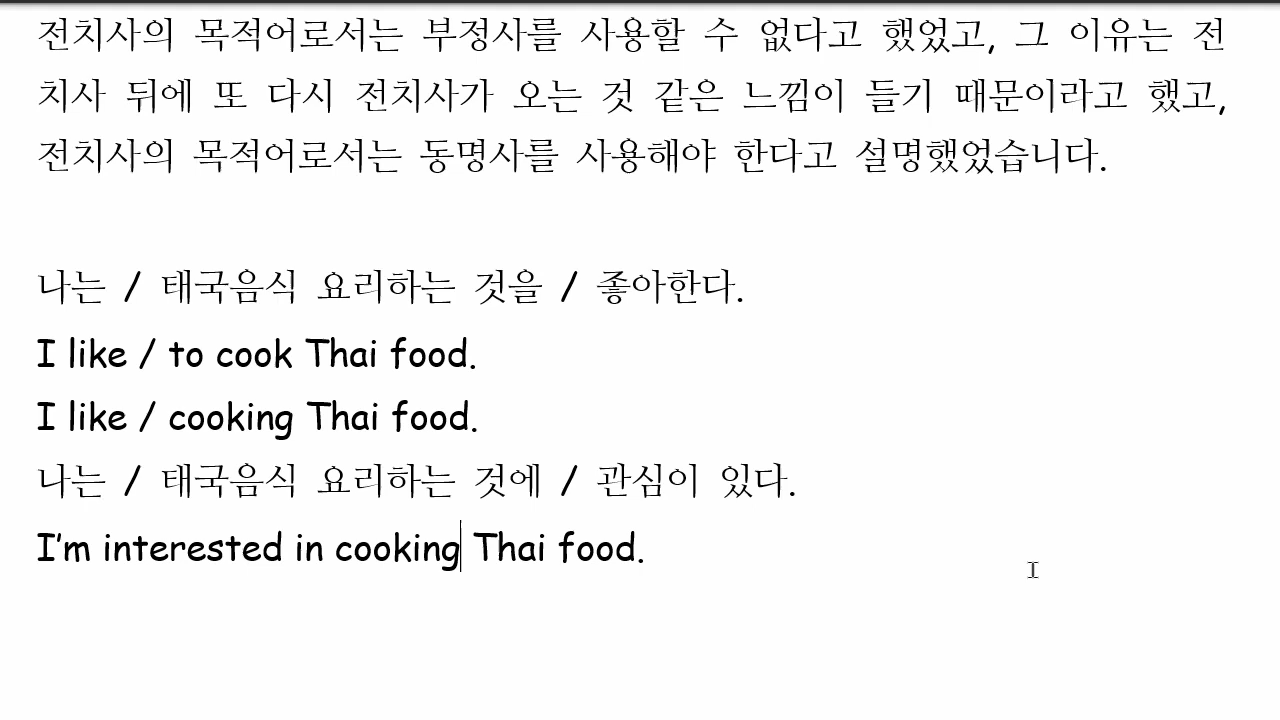 전치사의 목적어로서는 부정사를 사용할 수 없다고 했었고, 그 이유는 전
치사 뒤에 또 다시 전치사가 오는 것 같은 느낌이 들기 때문이라고 했고,
전치사의 목적어로서는 동명사를 사용해야 한다고 설명했었습니다.
나는 / 태국음식 요리하는 것을 / 좋아한다.
I like / to cook Thai food.
I like / cooking Thai food.
나는 / 태국음식 요리하는 것에 / 관심이 있다.
I'm interested in cooking Thai food.